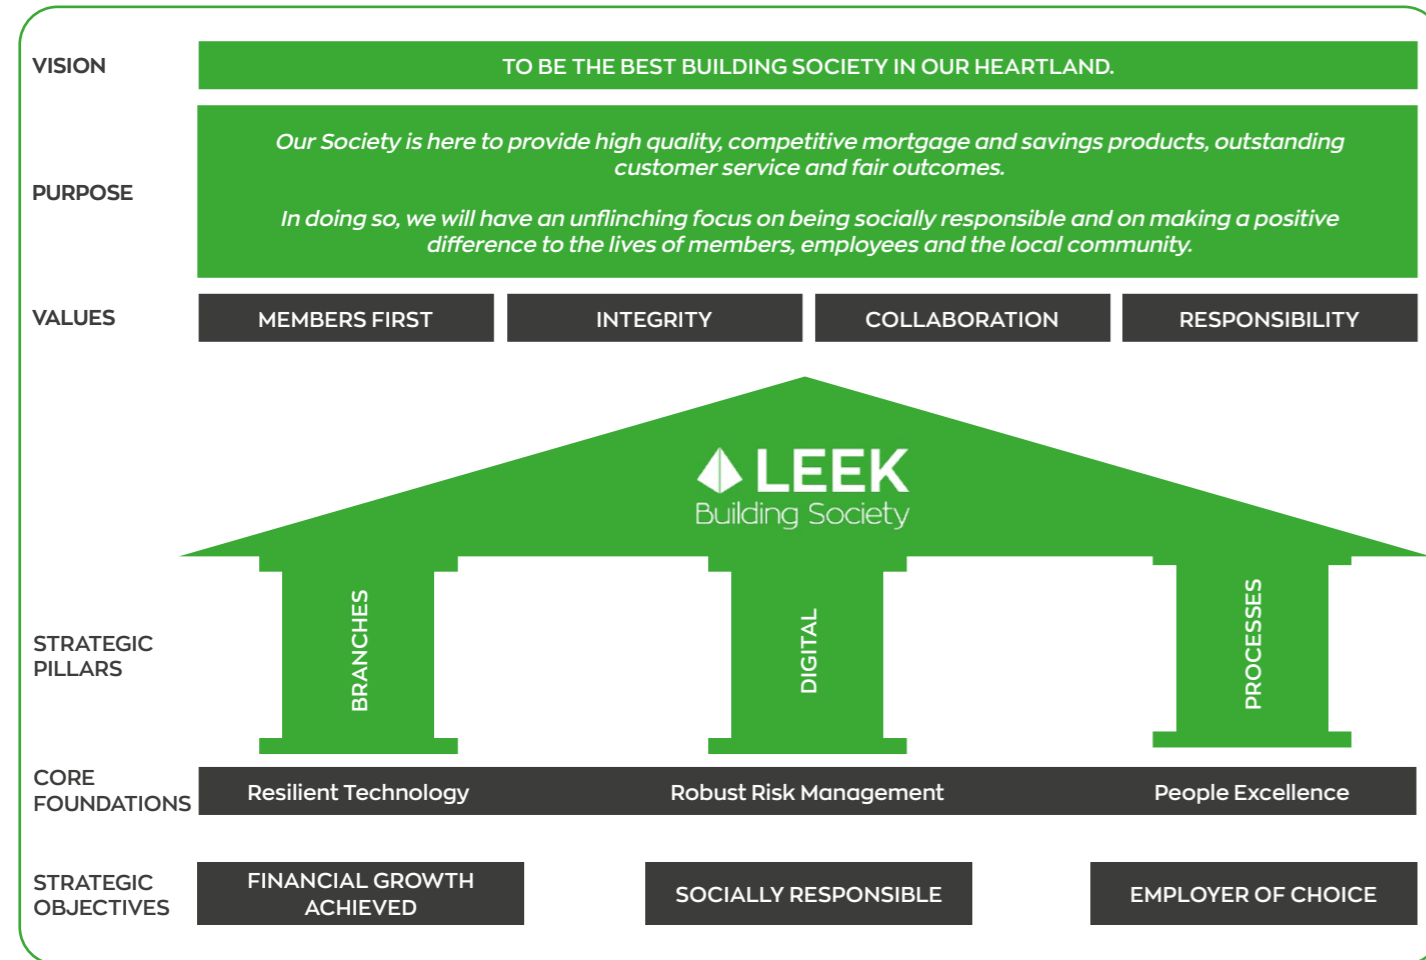 VISION
TO BE THE BEST BUILDING SOCIETY IN OUR HEARTLAND.
PURPOSE
Our Society is here to provide high quality, competitive mortgage and savings products, outstanding
customer service and fair outcomes.
In doing so, we will have an unflinching focus on being socially responsible and on making a positive
difference to the lives of members, employees and the local community.
VALUES
MEMBERS FIRST
INTEGRITY
COLLABORATION
RESPONSIBILITY
LEEK
Building Society
STRATEGIC
PILLARS
BRANCHES
DIGITAL
PROCESSES
CORE
FOUNDATIONS
Resilient Technology
Robust Risk Management
People Excellence
STRATEGIC
OBJECTIVES
FINANCIAL GROWTH
ACHIEVED
SOCIALLY RESPONSIBLE
EMPLOYER OF CHOICE